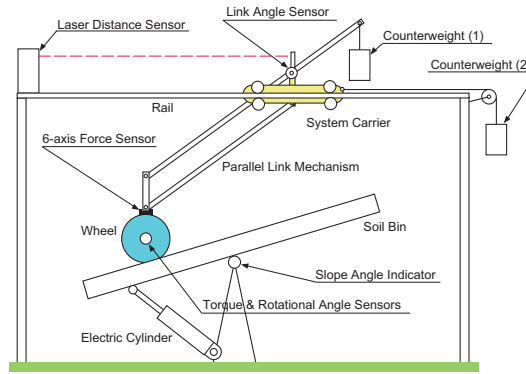 Laser Distance Sensor
Link Angle Sensor
Counterweight (1)
Counterweight (2
Rail
System Carrier
6-axis Force Sensor
Parallel Link Mechanism
Wheel
Soil Bin
Slope Angle Indicator
Torque & Rotational Angle Sensors
Electric Cylinder